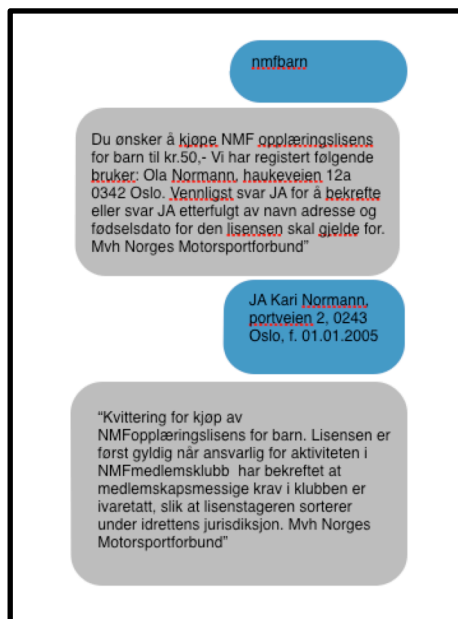 nmfbarn
Du ønsker å kjøpe NMF opplæringslisens
for barn til kr.50,- Vi har registert følgende
bruker: Ola Normann, haukeveien 12a
0342 Oslo. Vennligst svar JA for å bekrefte
eller svar JA etterfulgt av navn adresse og
fødselsdato for den lisensen skal gjelde for.
Mvh Norges Motorsportforbund”
JA Kari Normann,
portveien 2, 0243
Oslo, f. 01.01.2005
“Kvittering for kjøp av
NMFopplæringslisens for barn. Lisensen er
først gyldig når ansvarlig for aktiviteten i
NMFmedlemsklubb  har bekreftet at
medlemskapsmessige krav i klubben er
ivaretatt, slik at lisenstageren sorterer
under idrettens jurisdiksjon. Mvh Norges
Motorsportforbund”